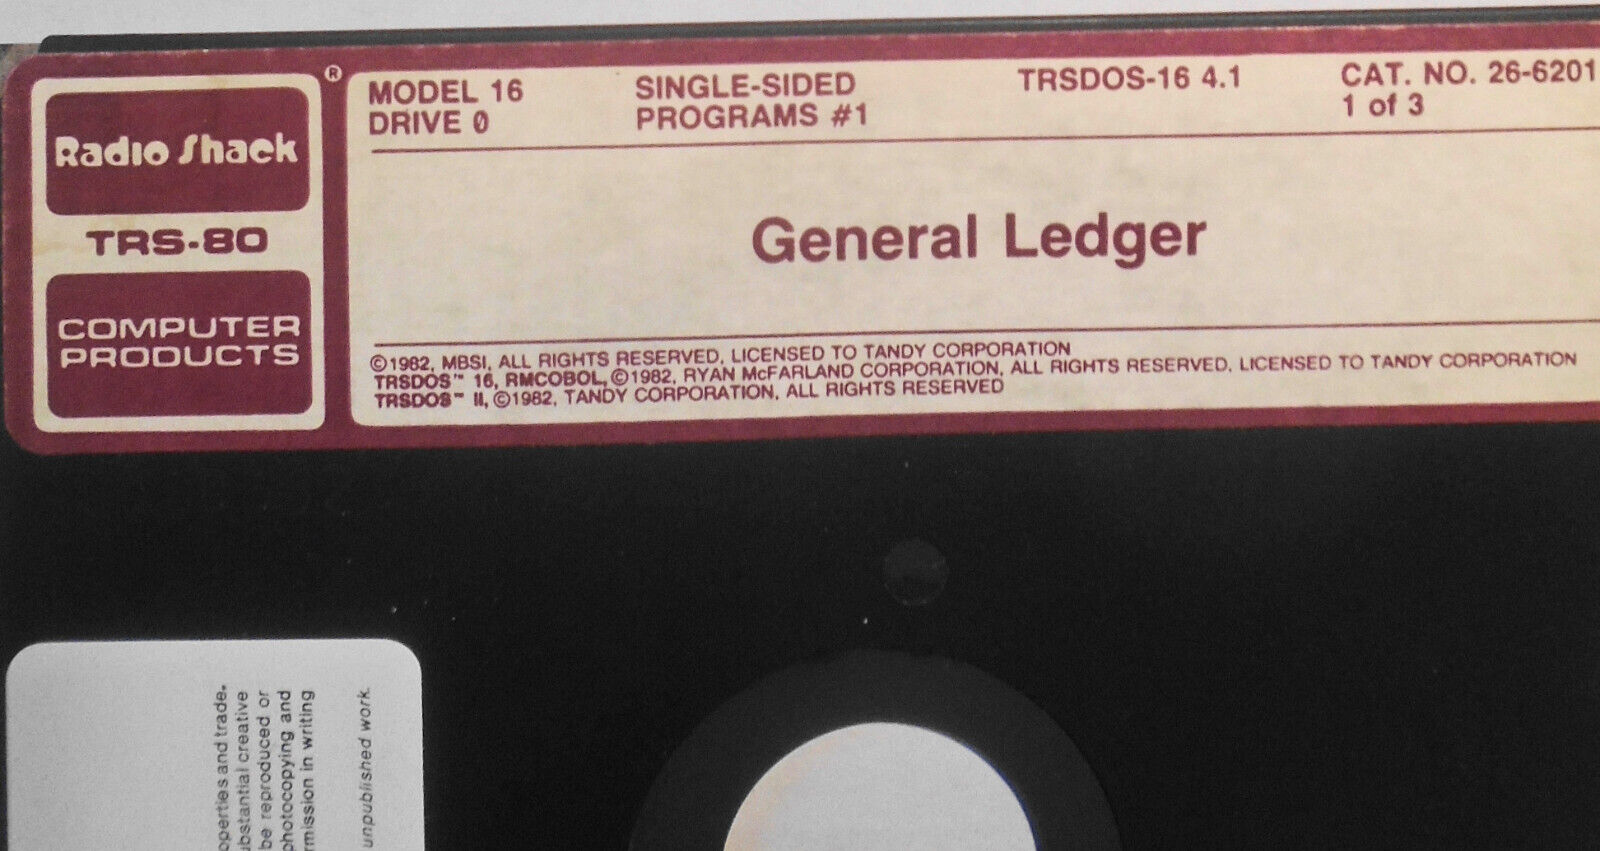 Radio Shack
®
TRS-80
COMPUTER
PRODUCTS
MODEL 16
DRIVE 0
SINGLE-SIDED
PROGRAMS #1
TRSDOS-16 4.1
CAT. NO. 26-6201
1 of 3
General Ledger
©1982, MBSI, ALL RIGHTS RESERVED, LICENSED TO TANDY CORPORATION
TRSDOS™ 16, RMCOBOL, ©1982, RYAN McFARLAND CORPORATION, ALL RIGHTS RESERVED, LICENSED TO TANDY CORPORATION
TRSDOS™ II, ©1982, TANDY CORPORATION, ALL RIGHTS RESERVED
operties and trade.
ubstantial creative
be reproduced or
photocopying and
rmission in writing
unpublished work.